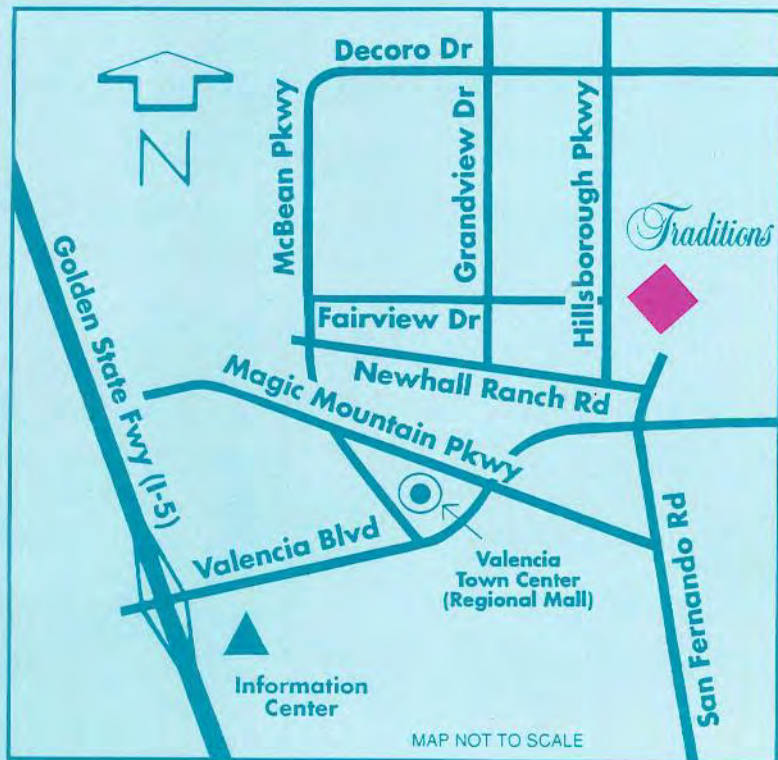 Decoro Dr
N
McBean Pkwy
Grandview Dr
Hillsborough Pkwy
Traditions
Golden State Fwy (I-5)
Fairview Dr
Newhall Ranch Rd
Magic Mountain Pkwy
Valencia Blvd
Valencia
Town Center
(Regional Mall)
San Fernando Rd
Information
Center
MAP NOT TO SCALE